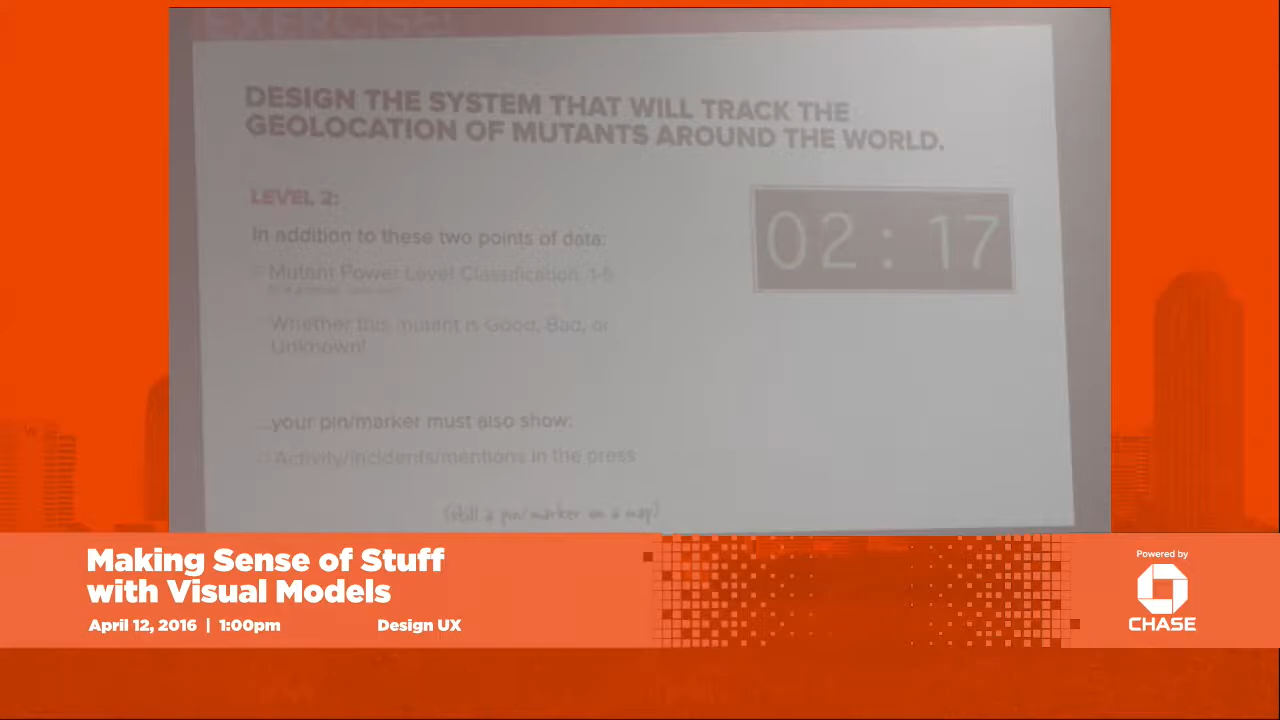 EXERCISE:
DESIGN THE SYSTEM THAT WILL TRACK THE
GEOLOCATION OF MUTANTS AROUND THE WORLD.
LEVEL 2:
02 : 17
In addition to these two points of data:
Mutant Power Level Classification, 1-5
Whether this mutant is Good, Bad, or
Unknown!
...your pin/marker must also show:
Activity/incidents/mentions in the press
(still a pin/marker on a map)
Making Sense of Stuff
with Visual Models
April 12, 2016 | 1:00pm
Design UX
Powered by
CHASE